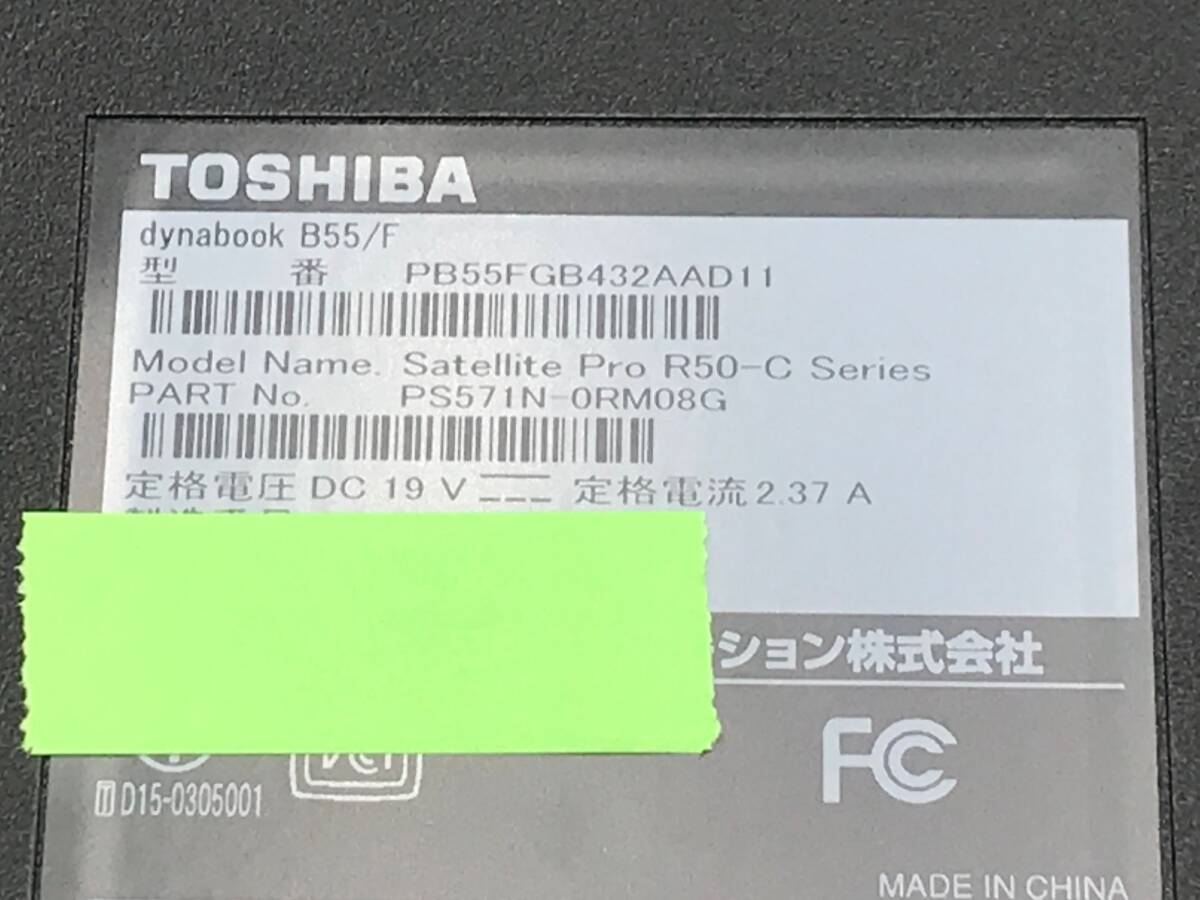 TOSHIBA
dynabook B55/F
型 番 PB55FGB432AAD11
Model Name. Satellite Pro R50-C Series
PART No. PS571N-0RM08G
定格電圧 DC 19 V 定格電流 2.37 A
ション株式会社
VCCI
FC
T D15-0305001
MADE IN CHINA